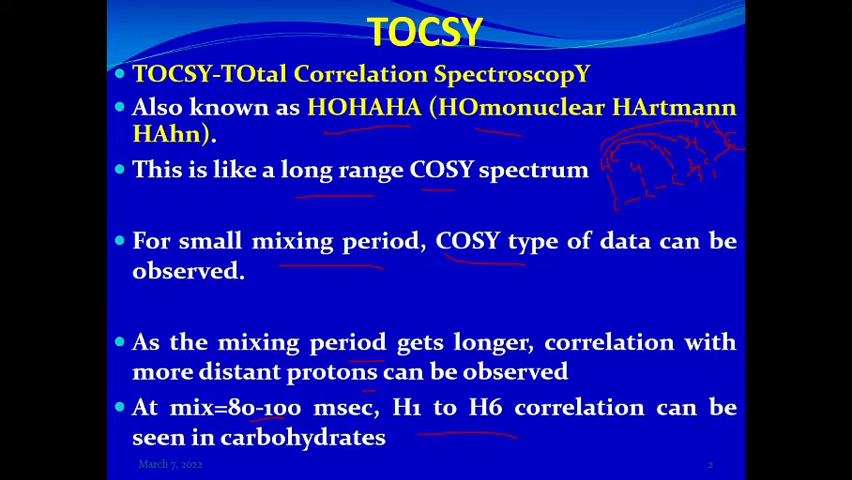 TOCSY
TOCSY-TOtal Correlation SpectroscopY
Also known as HOHAHA (HOmonuclear HArtmann
HAhn).
This is like a long range COSY spectrum
For small mixing period, COSY type of data can be
observed.
As the mixing period gets longer, correlation with
more distant protons can be observed
At mix=80-100 msec, H1 to H6 correlation can be
seen in carbohydrates
March 7, 2022
2